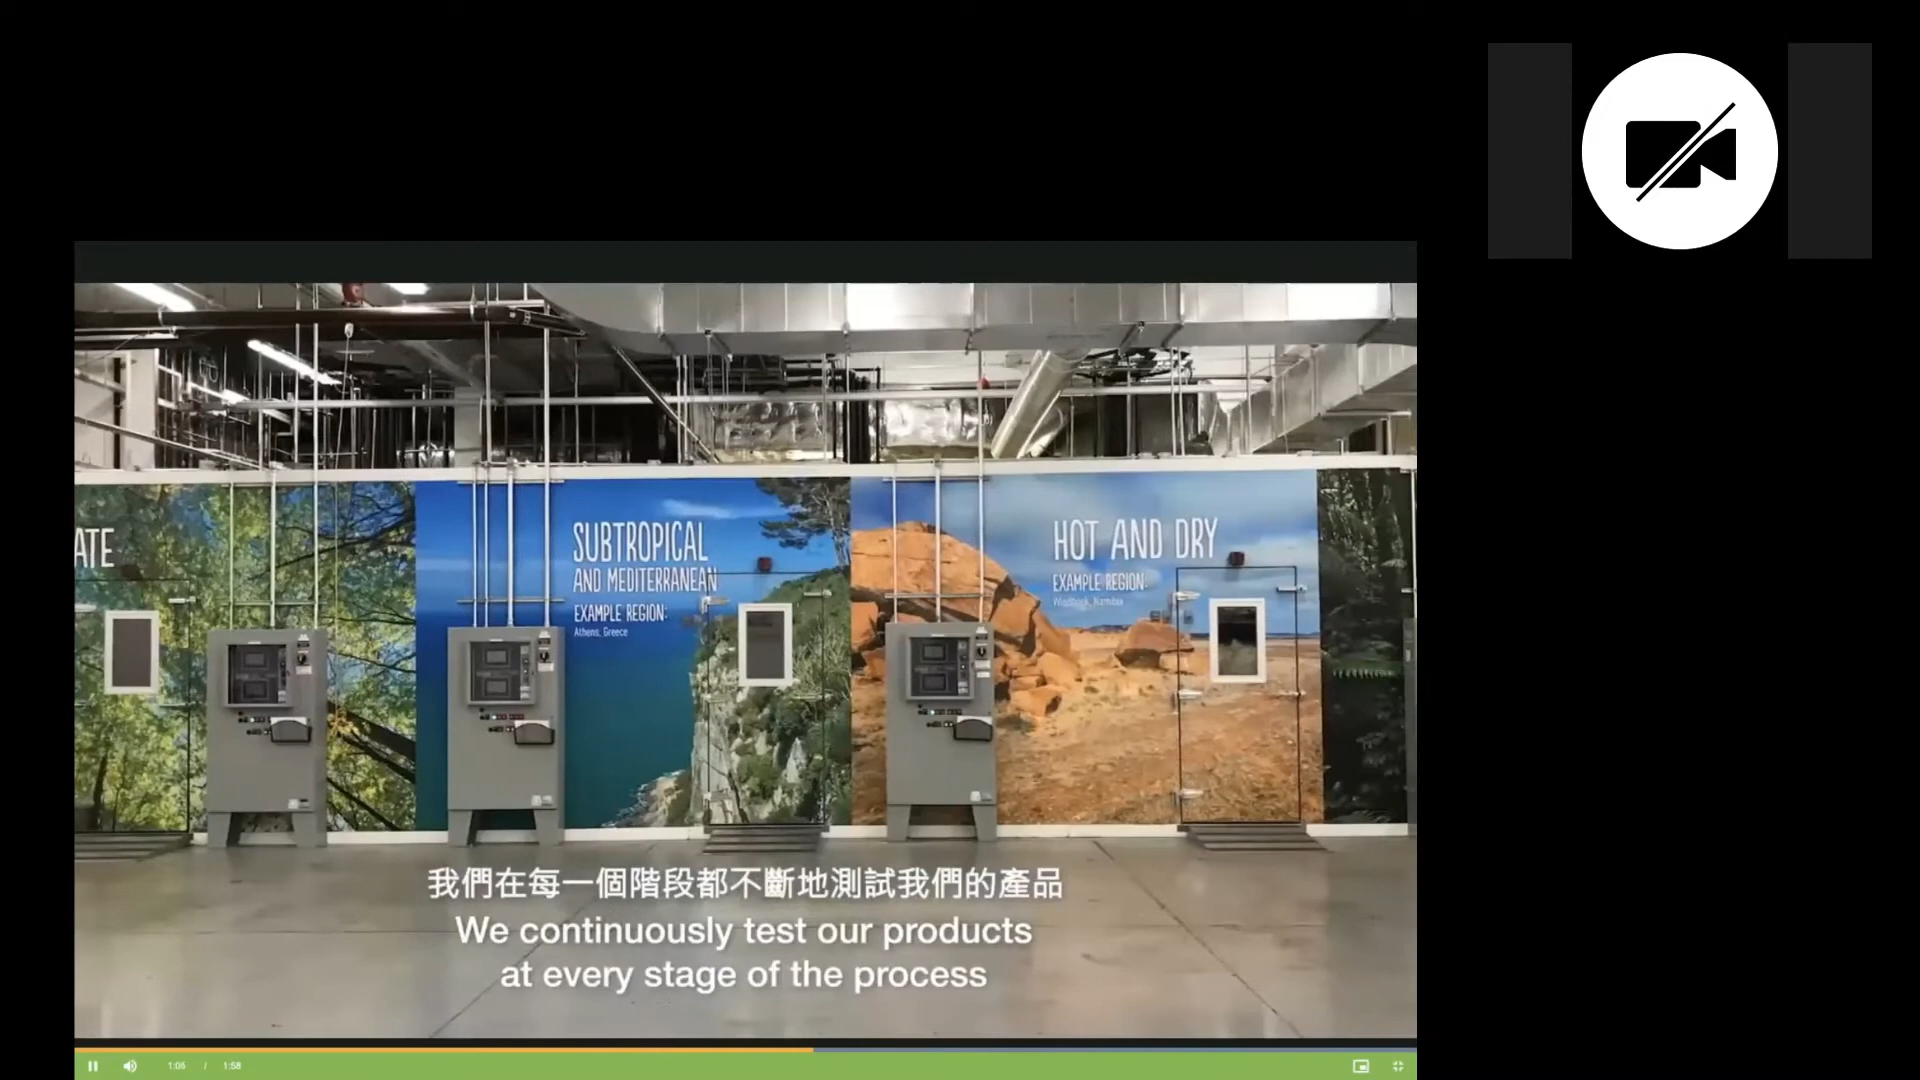 ATE
SUBTROPICAL
AND MEDITERRANEAN
EXAMPLE REGION:
Athens, Greece
HOT AND DRY
EXAMPLE REGION:
Windhoek, Namibia
我們在每一個階段都不斷地測試我們的產品
We continuously test our products
at every stage of the process
1:05 / 1:58